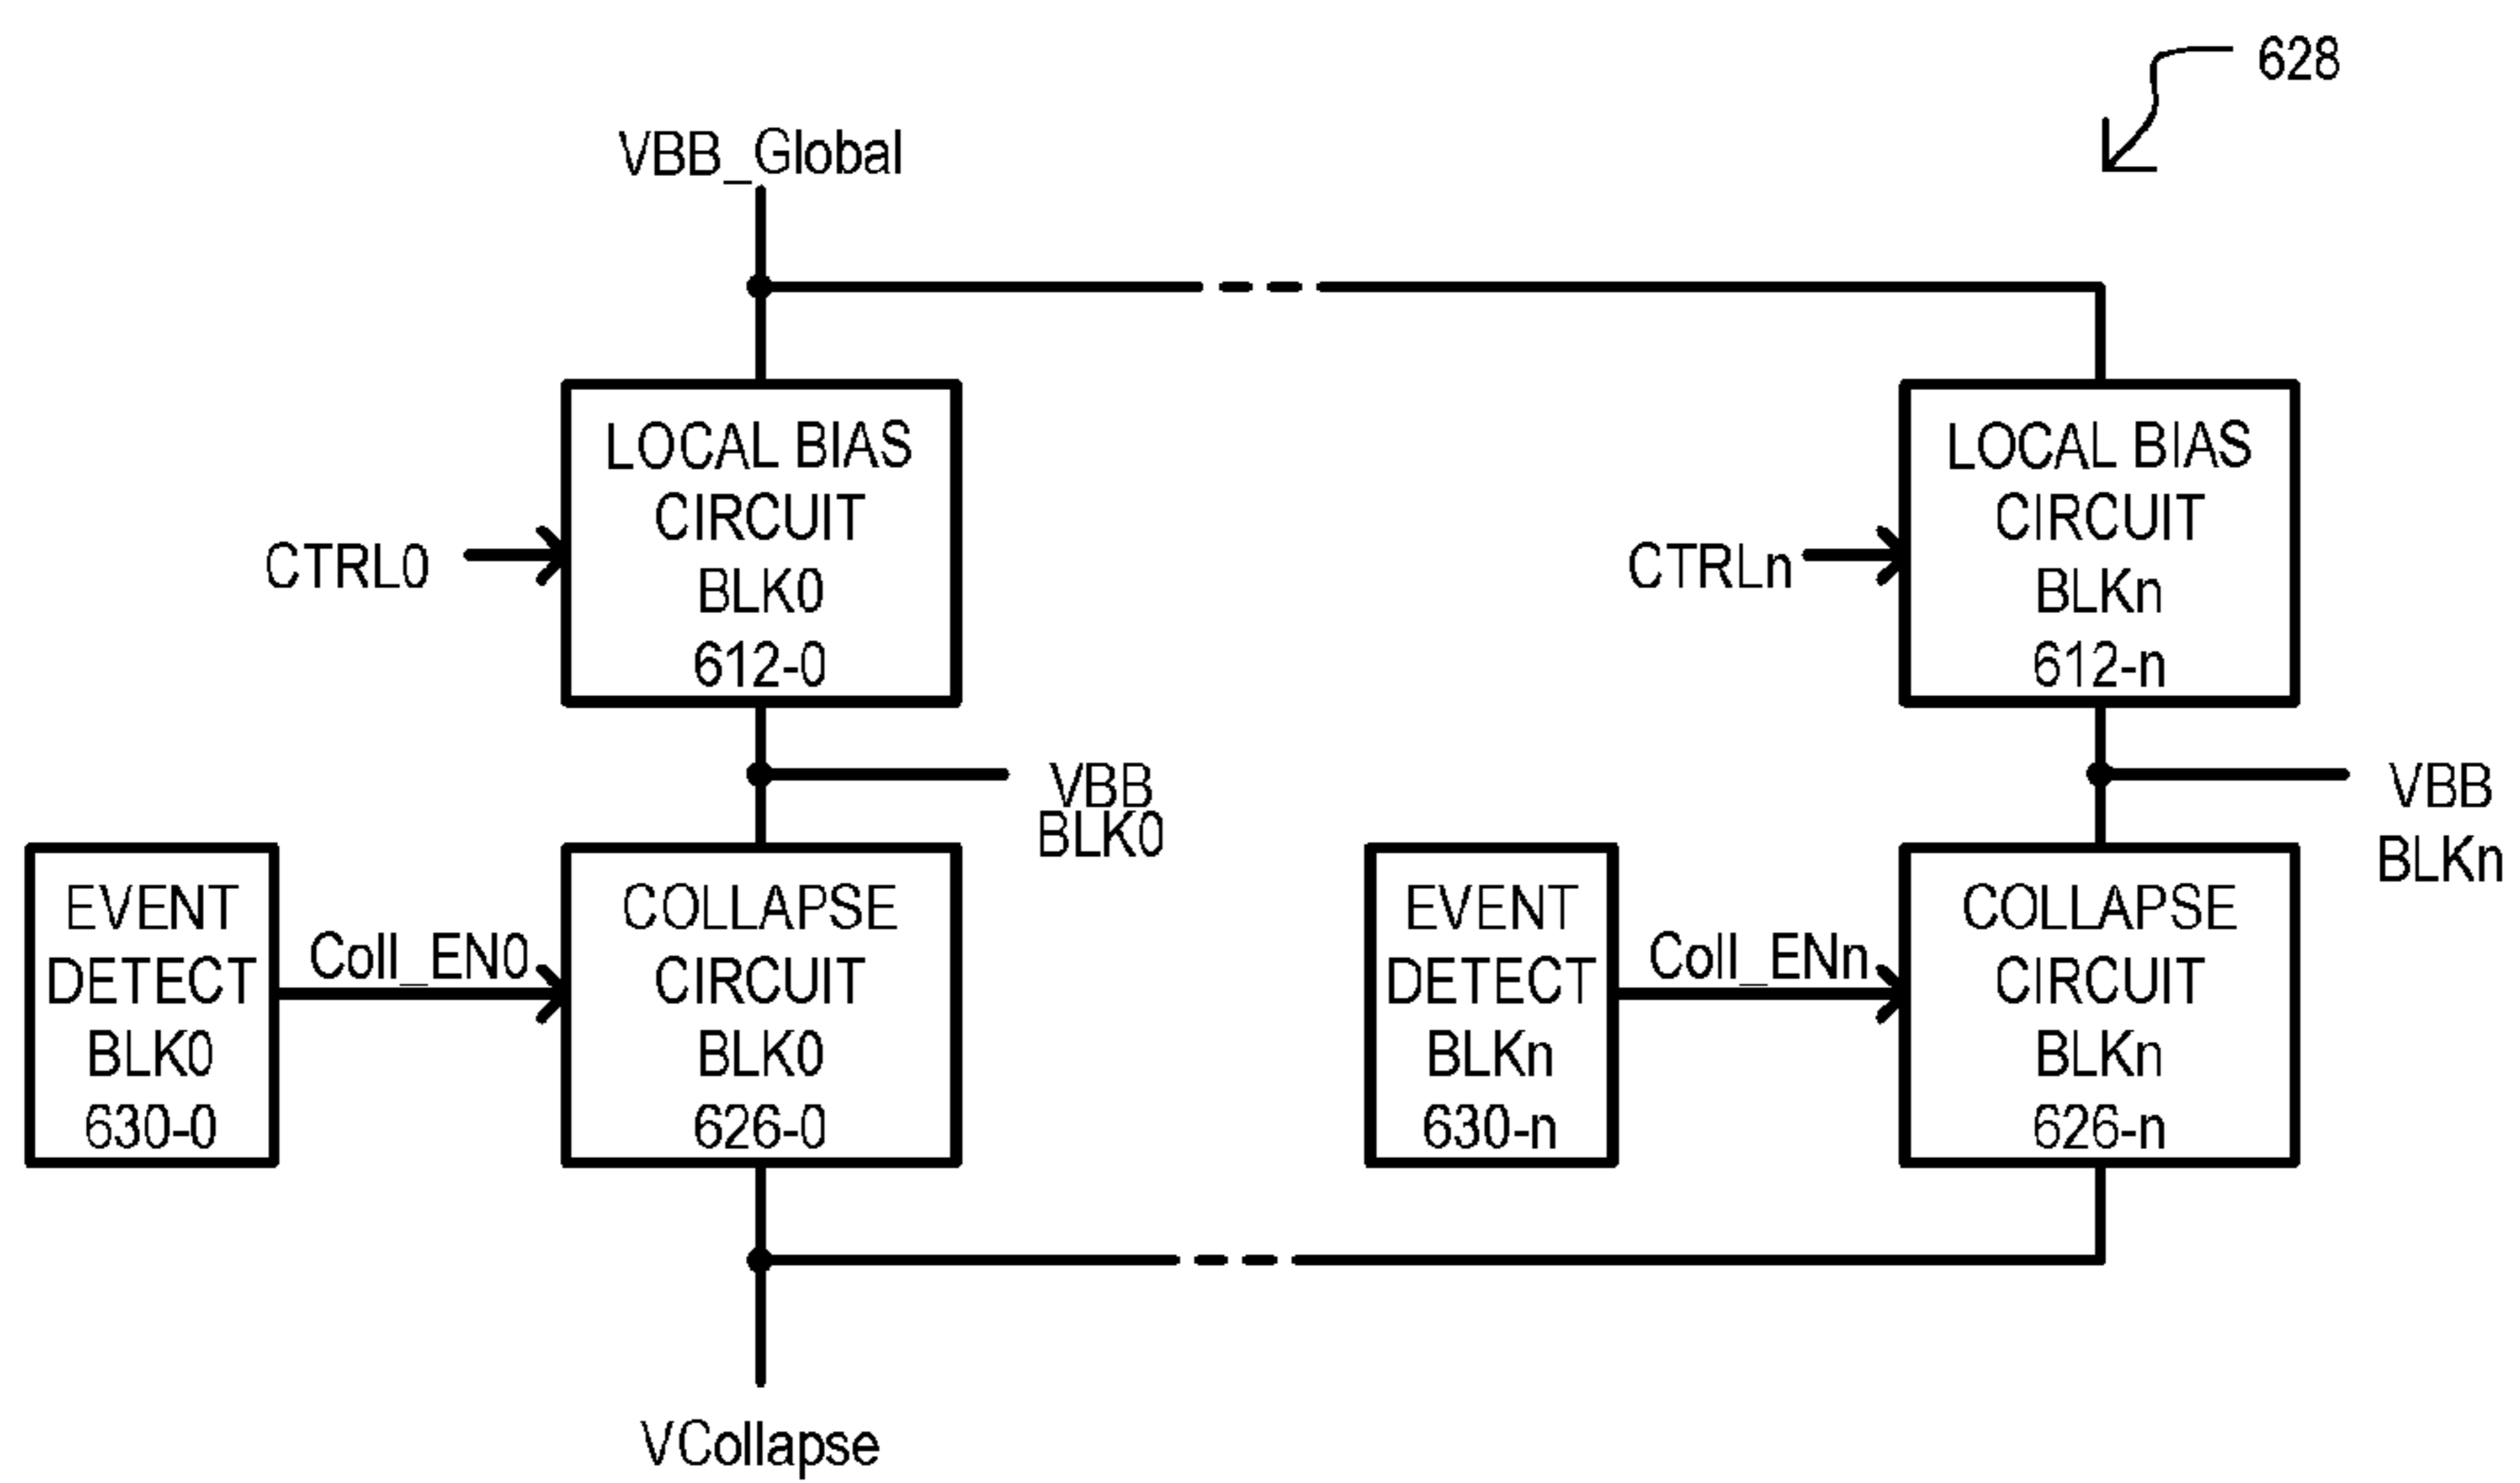 628
VBB_Global
LOCAL BIAS
CIRCUIT
BLK0
612-0
CTRL0
LOCAL BIAS
CIRCUIT
BLKn
612-n
CTRLn
VBB
BLK0
VBB
BLKn
EVENT
DETECT
BLK0
630-0
Coll_EN0
COLLAPSE
CIRCUIT
BLK0
626-0
EVENT
DETECT
BLKn
630-n
Coll_ENn
COLLAPSE
CIRCUIT
BLKn
626-n
VCollapse